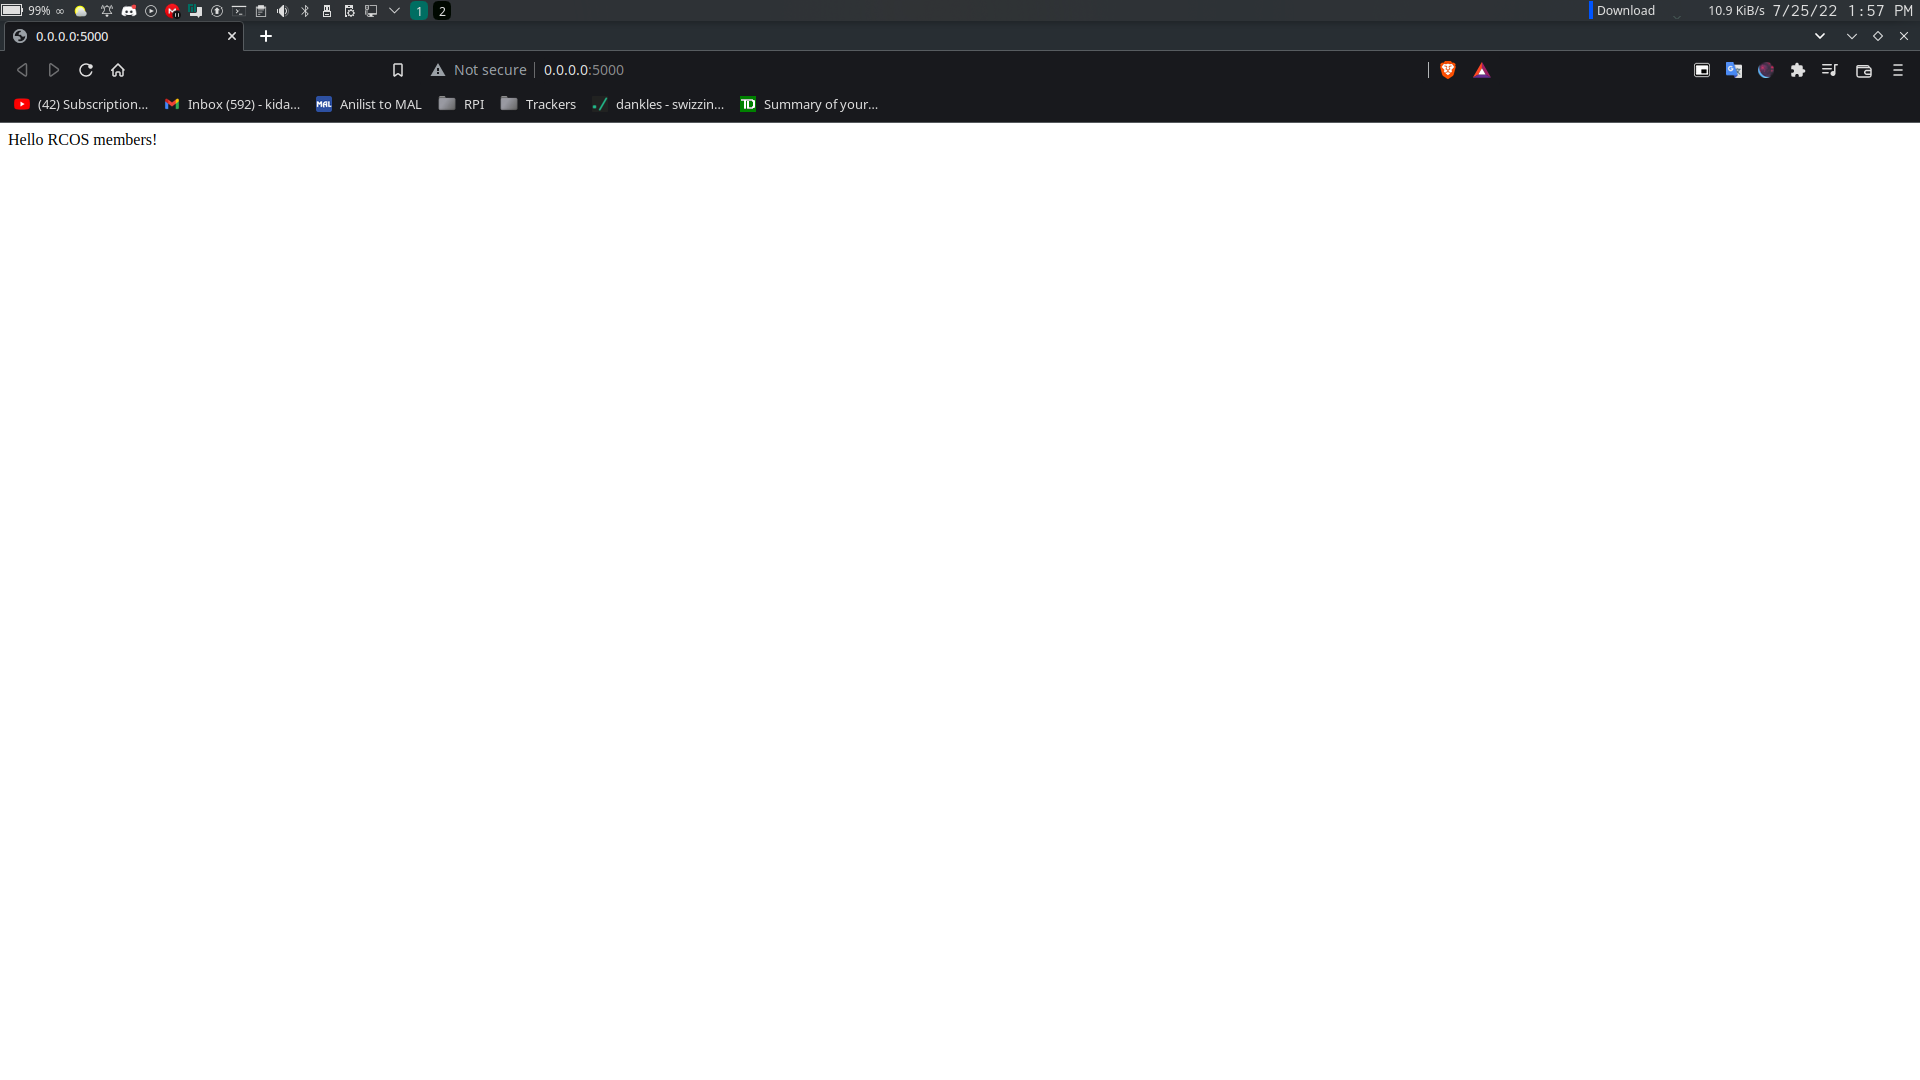 99% ∞ 1 2 Download 10.9 KiB/s 7/25/22 1:57 PM
0.0.0.0:5000
Not secure 0.0.0.0:5000
(42) Subscription... Inbox (592) - kida... MAL Anilist to MAL RPI Trackers dankles - swizzin... TD Summary of your...
Hello RCOS members!